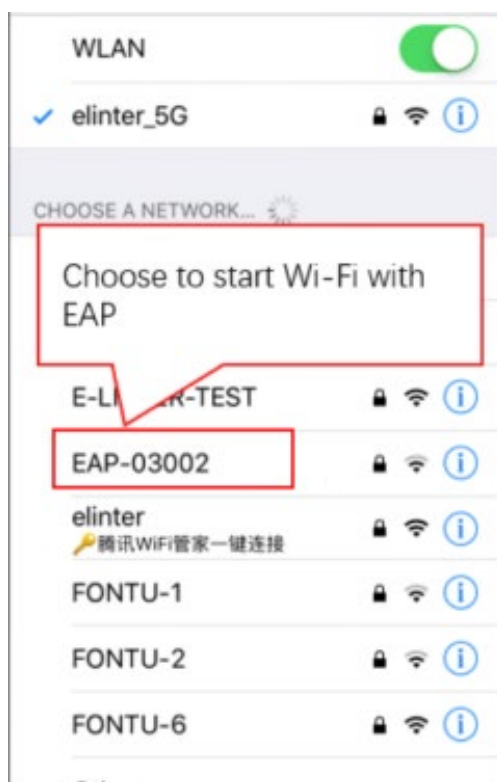 WLAN
elinter_5G
CHOOSE A NETWORK...
Choose to start Wi-Fi with
EAP
EAP-03002
elinter
腾讯WiFi管家一键连接
FONTU-1
FONTU-2
FONTU-6